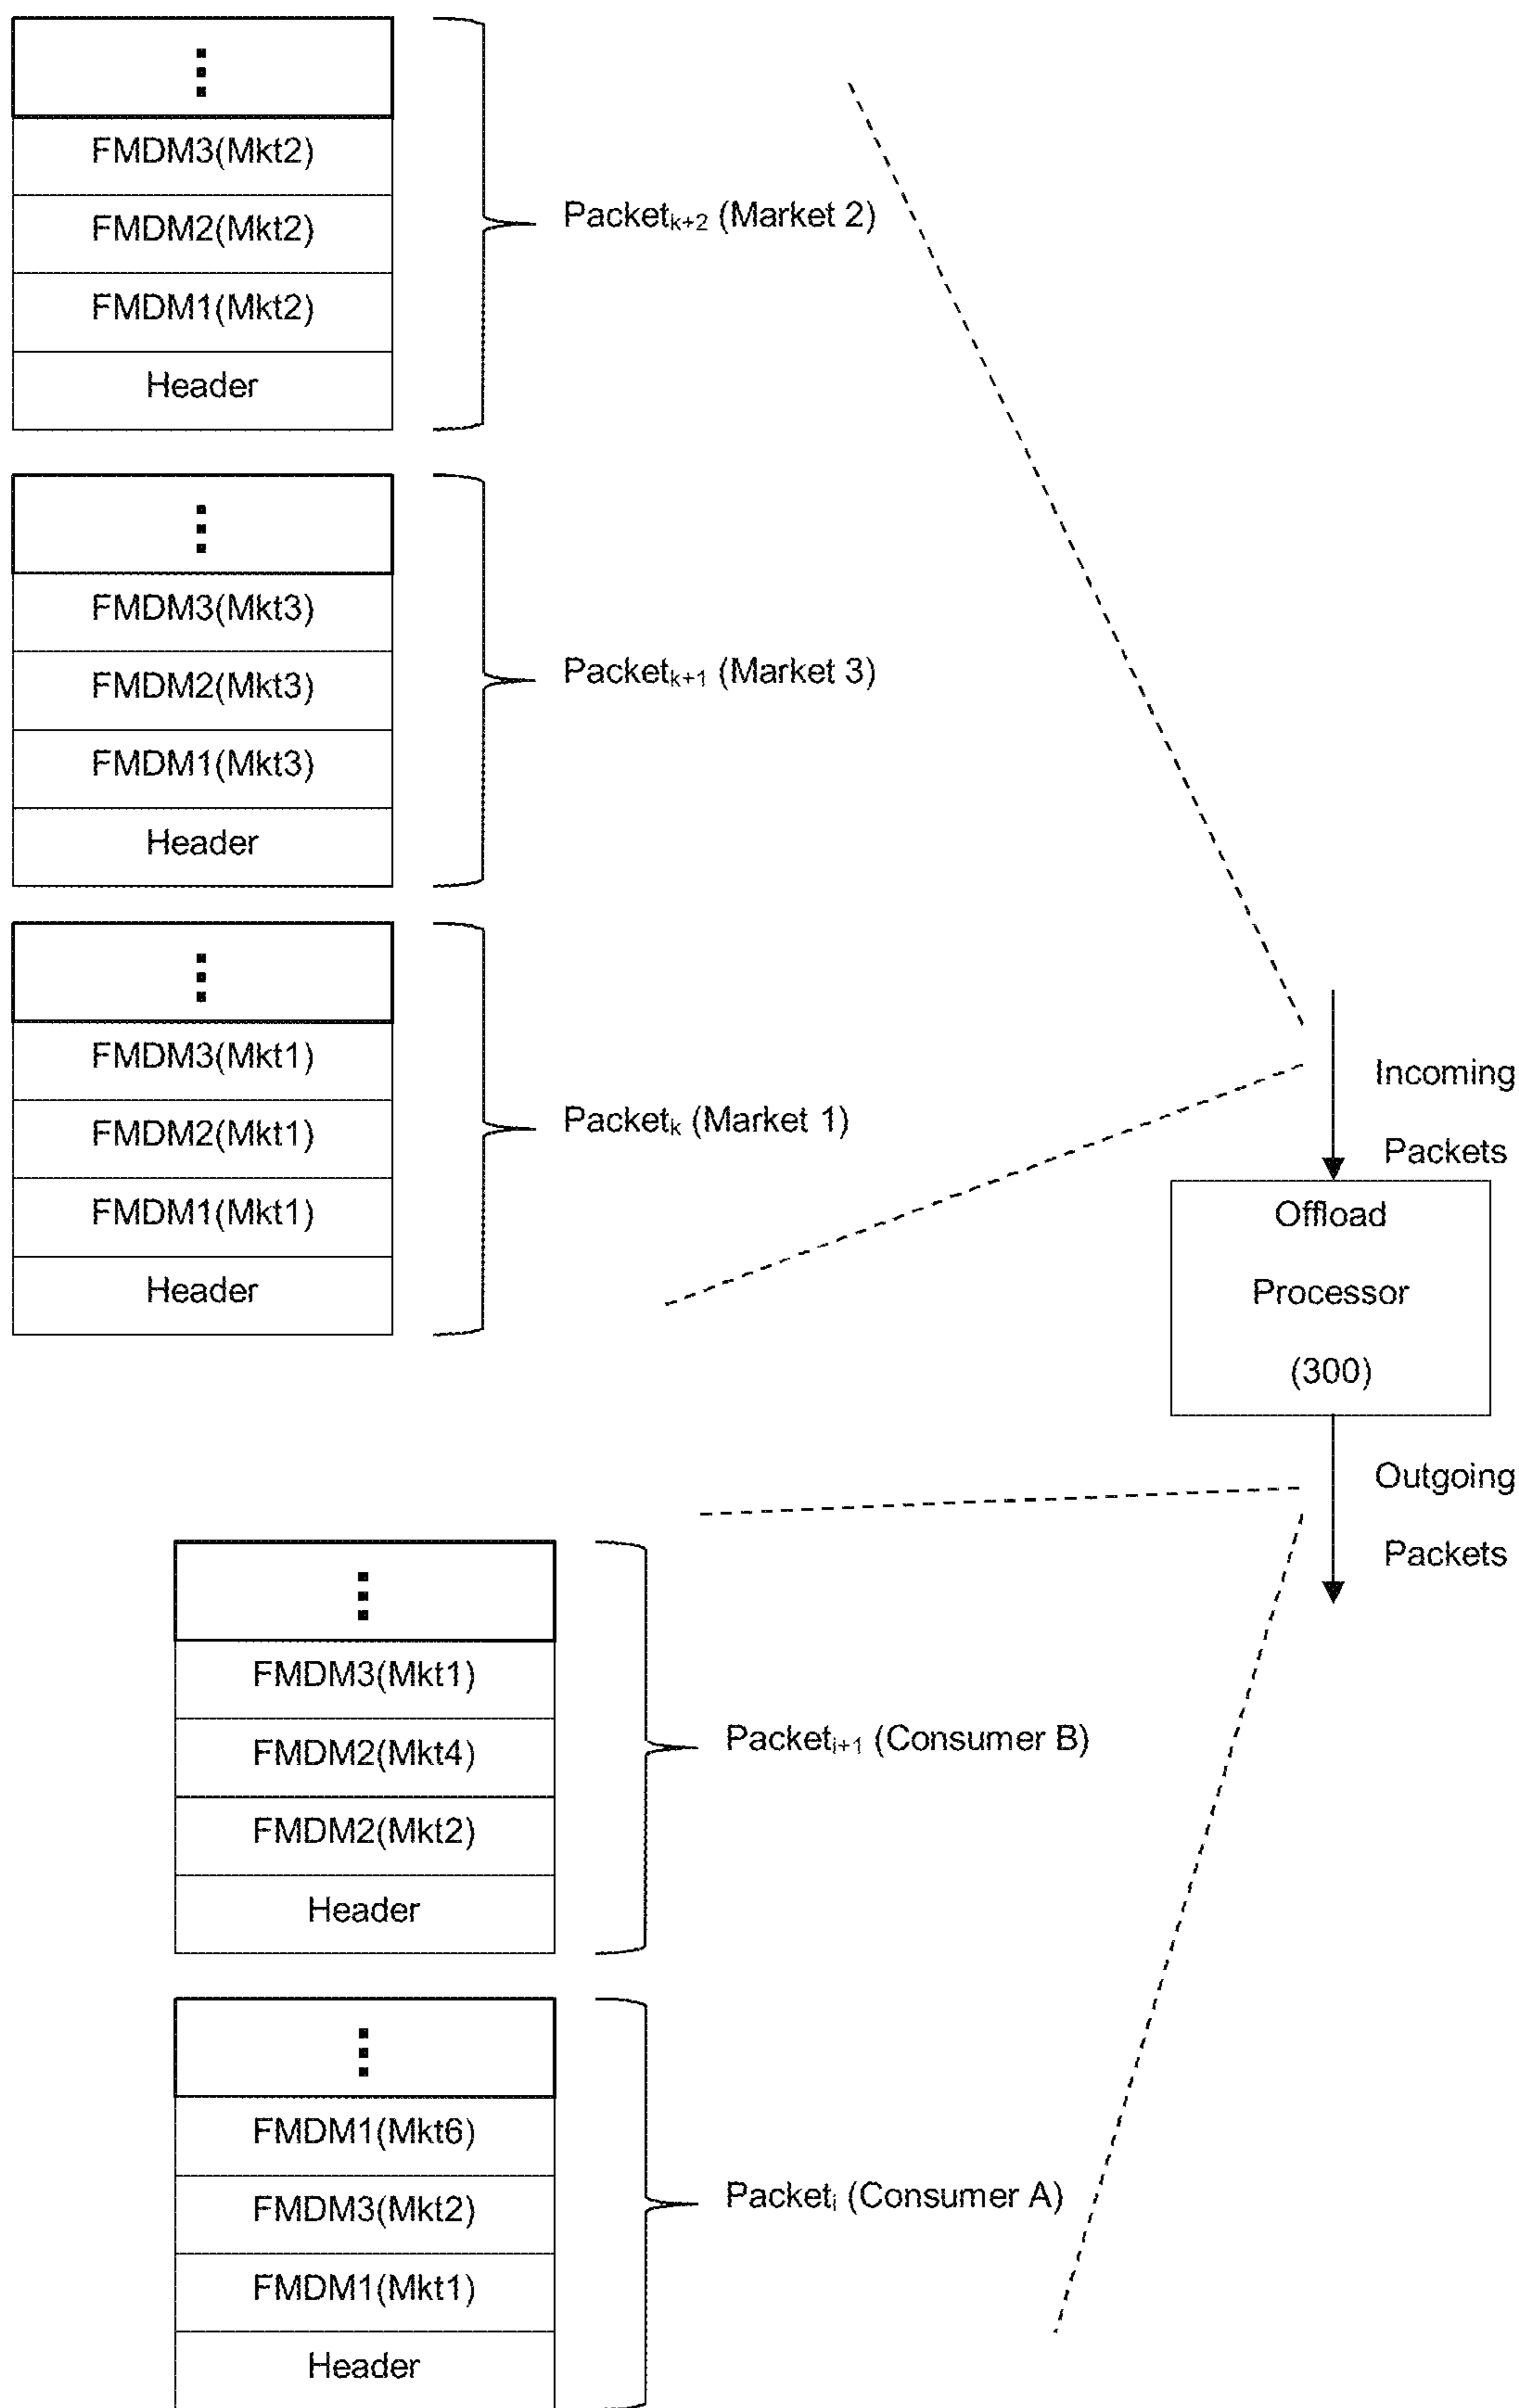 FMDM3(Mkt2)
FMDM2(Mkt2)
FMDM1(Mkt2)
Header
Packetk+2 (Market 2)
FMDM3(Mkt3)
FMDM2(Mkt3)
FMDM1(Mkt3)
Header
Packetk+1 (Market 3)
FMDM3(Mkt1)
FMDM2(Mkt1)
FMDM1(Mkt1)
Header
Packetk (Market 1)
Incoming
Packets
Offload
Processor
(300)
Outgoing
Packets
FMDM3(Mkt1)
FMDM2(Mkt4)
FMDM2(Mkt2)
Header
Packeti+1 (Consumer B)
FMDM1(Mkt6)
FMDM3(Mkt2)
FMDM1(Mkt1)
Header
Packeti (Consumer A)